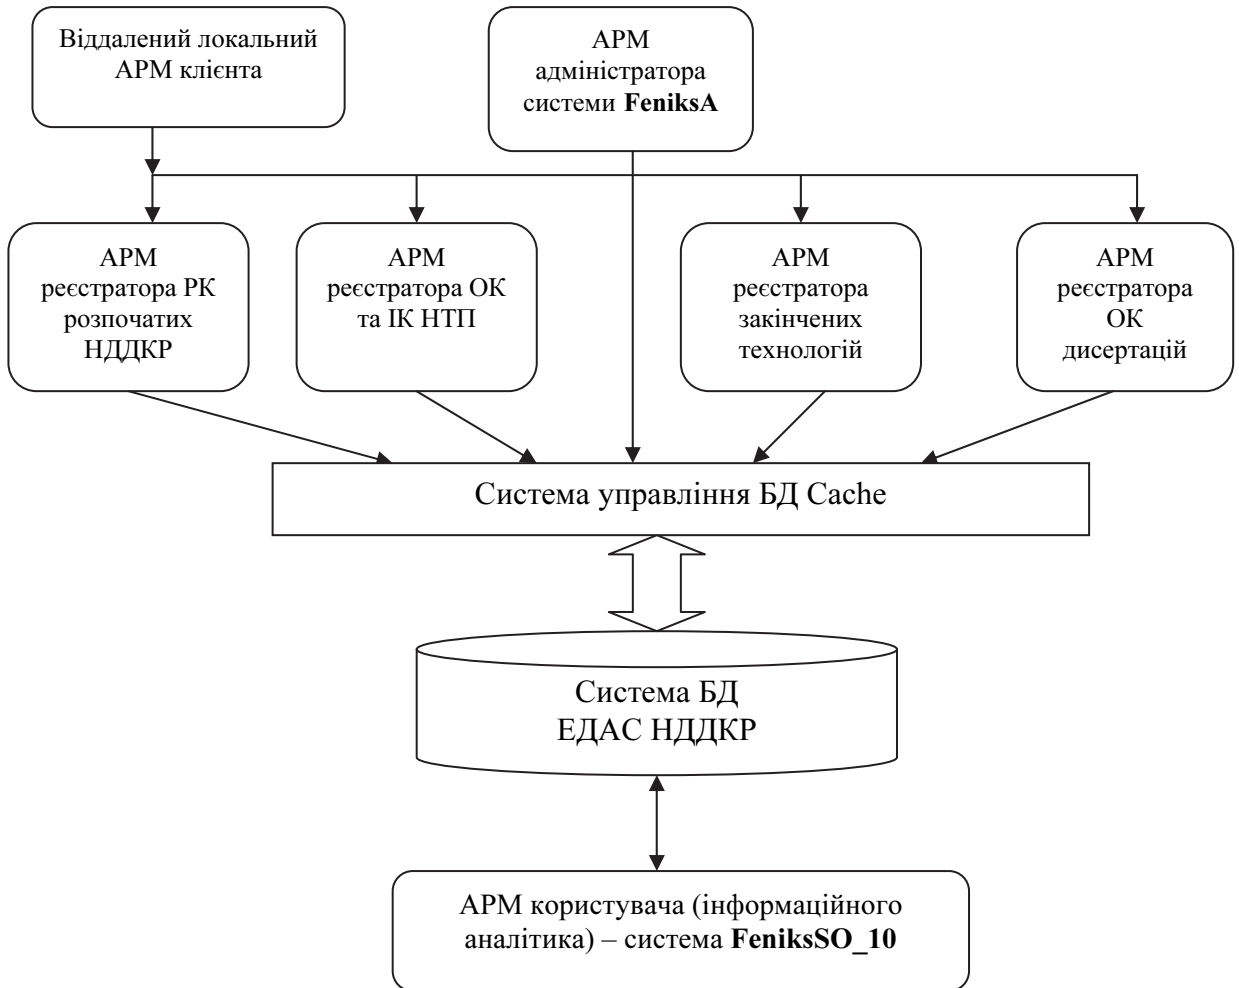 Віддалений локальний
АРМ клієнта
АРМ
адміністратора
системи FeniksA
АРМ
реєстратора РК
розпочатих
НДДКР
АРМ
реєстратора ОК
та ІК НТП
АРМ
реєстратора
закінчених
технологій
АРМ
реєстратора
ОК
дисертацій
Система управління БД Cache
Система БД
ЕДАС НДДКР
АРМ користувача (інформаційного
аналітика) – система FeniksSO_10